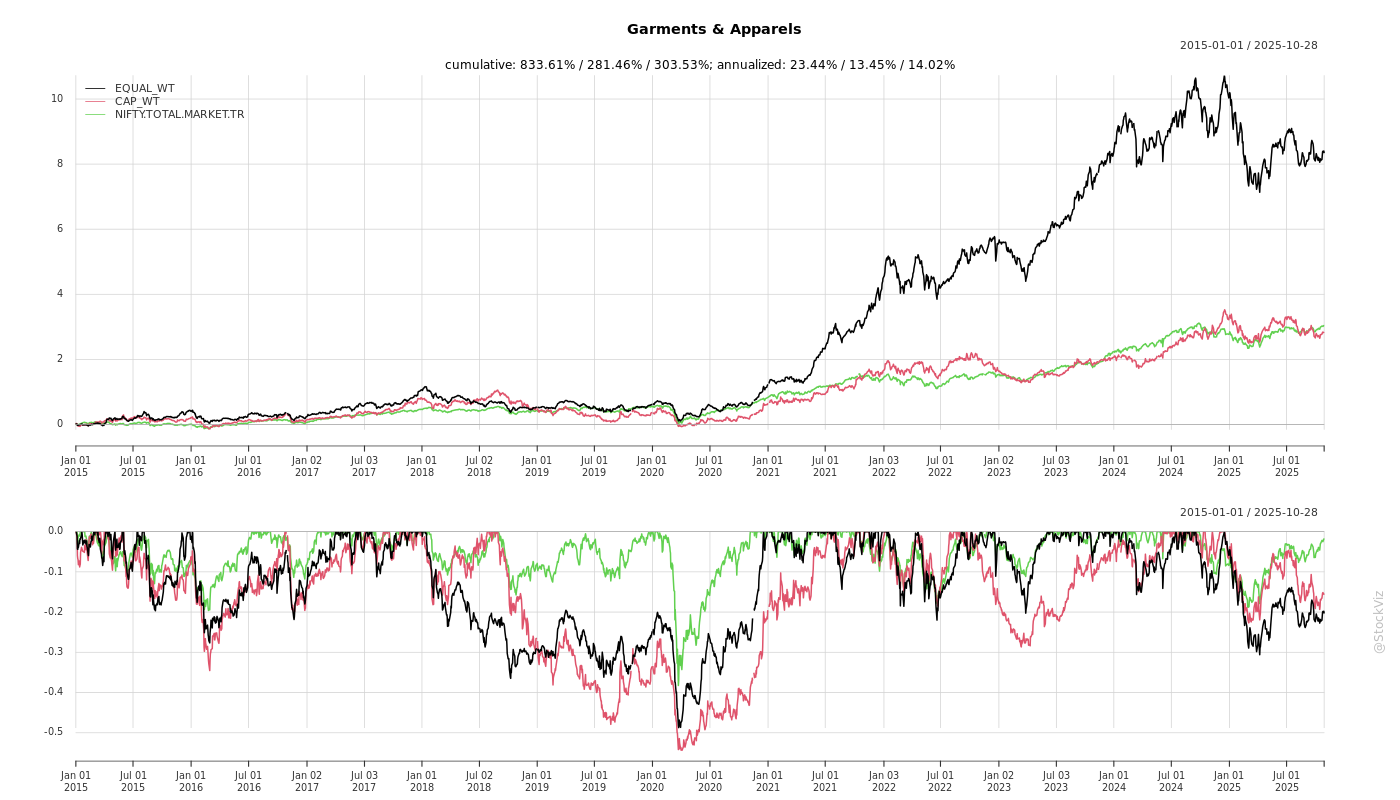 Garments & Apparels
2015-01-01 / 2025-10-28
cumulative: 833.61% / 281.46% / 303.53%; annualized: 23.44% / 13.45% / 14.02%
EQUAL_WT
CAP_WT
NIFTY.TOTAL.MARKET.TR
10
8
6
4
2
0
Jan 01 Jul 01 Jan 01 Jul 01 Jan 02 Jul 03 Jan 01 Jul 02 Jan 01 Jul 01 Jan 01 Jul 01 Jan 01 Jul 01 Jan 03 Jul 01 Jan 02 Jul 03 Jan 01 Jul 01 Jan 01 Jul 01
2015 2015 2016 2016 2017 2017 2018 2018 2019 2019 2020 2020 2021 2021 2022 2022 2023 2023 2024 2024 2025 2025
2015-01-01 / 2025-10-28
0.0
-0.1
-0.2
-0.3
-0.4
-0.5
Jan 01 Jul 01 Jan 01 Jul 01 Jan 02 Jul 03 Jan 01 Jul 02 Jan 01 Jul 01 Jan 01 Jul 01 Jan 01 Jul 01 Jan 03 Jul 01 Jan 02 Jul 03 Jan 01 Jul 01 Jan 01 Jul 01
2015 2015 2016 2016 2017 2017 2018 2018 2019 2019 2020 2020 2021 2021 2022 2022 2023 2023 2024 2024 2025 2025
@StockViz